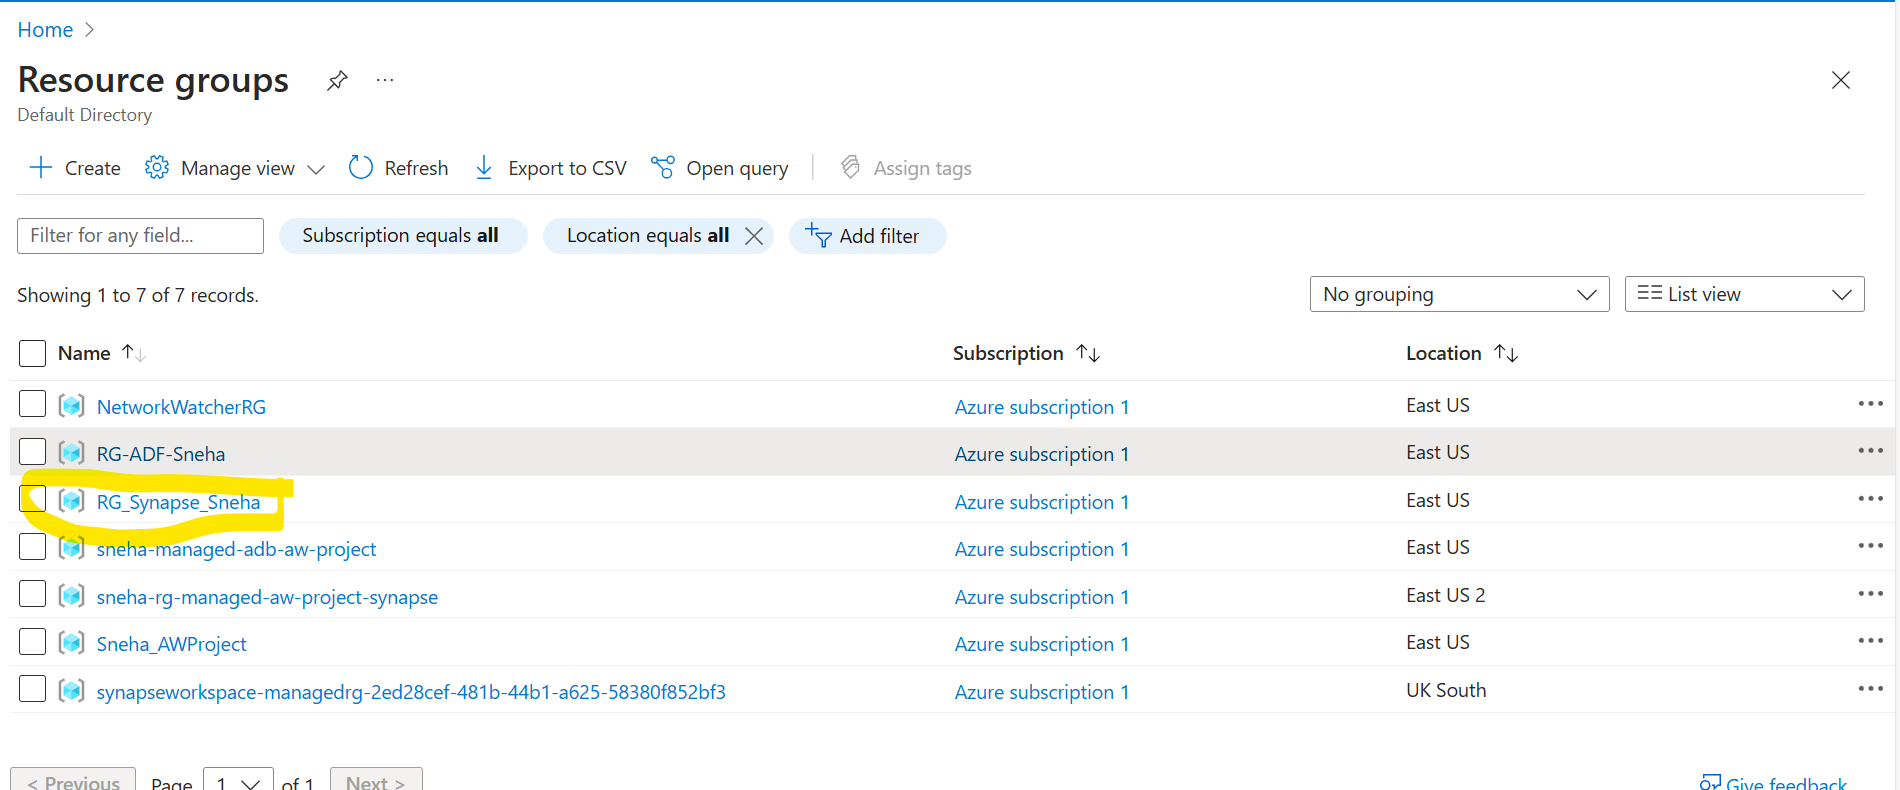 Home
Resource groups
Default Directory
Create Manage view Refresh Export to CSV Open query Assign tags
Filter for any field... Subscription equals all Location equals all Add filter
Showing 1 to 7 of 7 records. No grouping List view
Name Subscription Location
NetworkWatcherRG Azure subscription 1 East US
RG-ADF-Sneha Azure subscription 1 East US
RG_Synapse_Sneha Azure subscription 1 East US
sneha-managed-adb-aw-project Azure subscription 1 East US
sneha-rg-managed-aw-project-synapse Azure subscription 1 East US 2
Sneha_AWProject Azure subscription 1 East US
synapseworkspace-managedrg-2ed28cef-481b-44b1-a625-58380f852bf3 Azure subscription 1 UK South
< Previous Page 1 of 1 Next > Give feedback